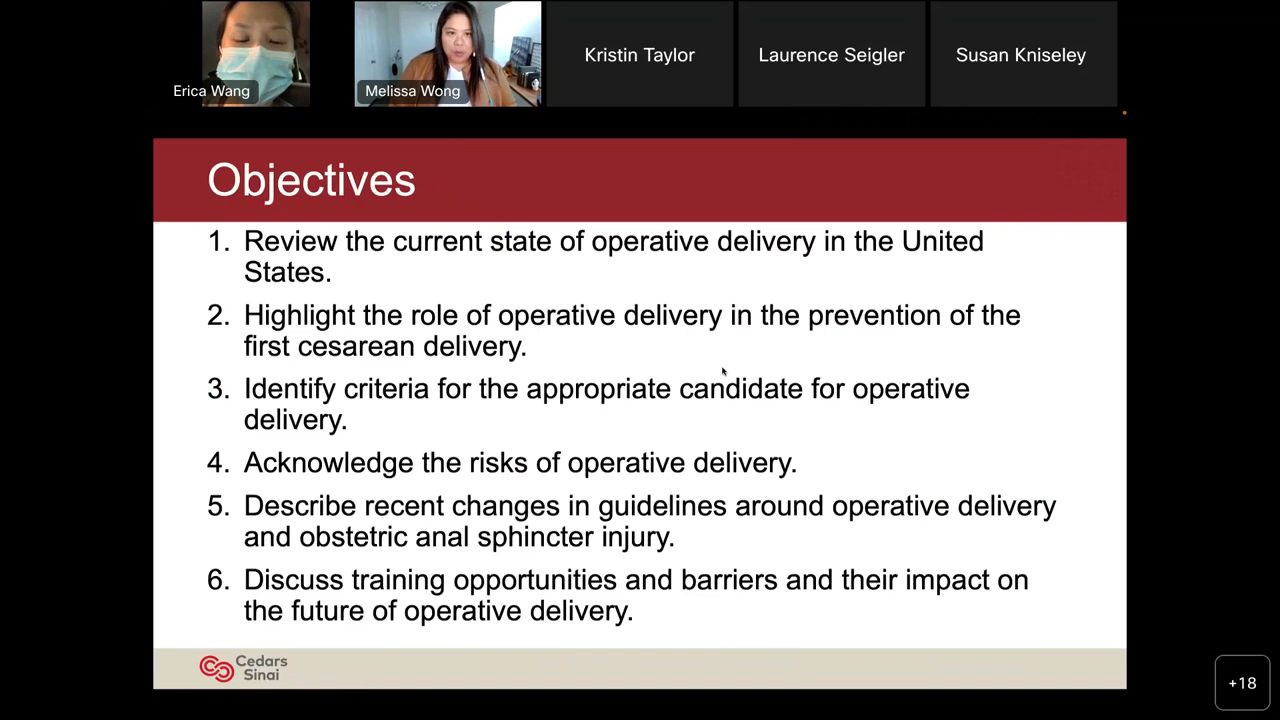 Erica Wang
Melissa Wong
Kristin Taylor
Laurence Seigler
Susan Kniseley
Objectives
1. Review the current state of operative delivery in the United
States.
2. Highlight the role of operative delivery in the prevention of the
first cesarean delivery.
3. Identify criteria for the appropriate candidate for operative
delivery.
4. Acknowledge the risks of operative delivery.
5. Describe recent changes in guidelines around operative delivery
and obstetric anal sphincter injury.
6. Discuss training opportunities and barriers and their impact on
the future of operative delivery.
Cedars
Sinai
+18